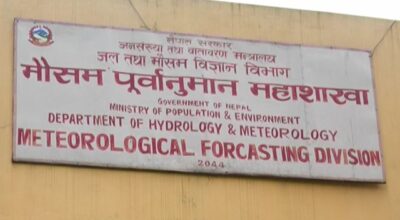 नेपाल सरकार
जनसंख्या तथा वातावरण मन्त्रालय
जल तथा मौसम विज्ञान विभाग
मौसम पूर्वानुमान महाशाखा
GOVERNMENT OF NEPAL
MINISTRY OF POPULATION & ENVIRONMENT
DEPARTMENT OF HYDROLOGY & METEOROLOGY
METEOROLOGICAL FORCASTING DIVISION
2044